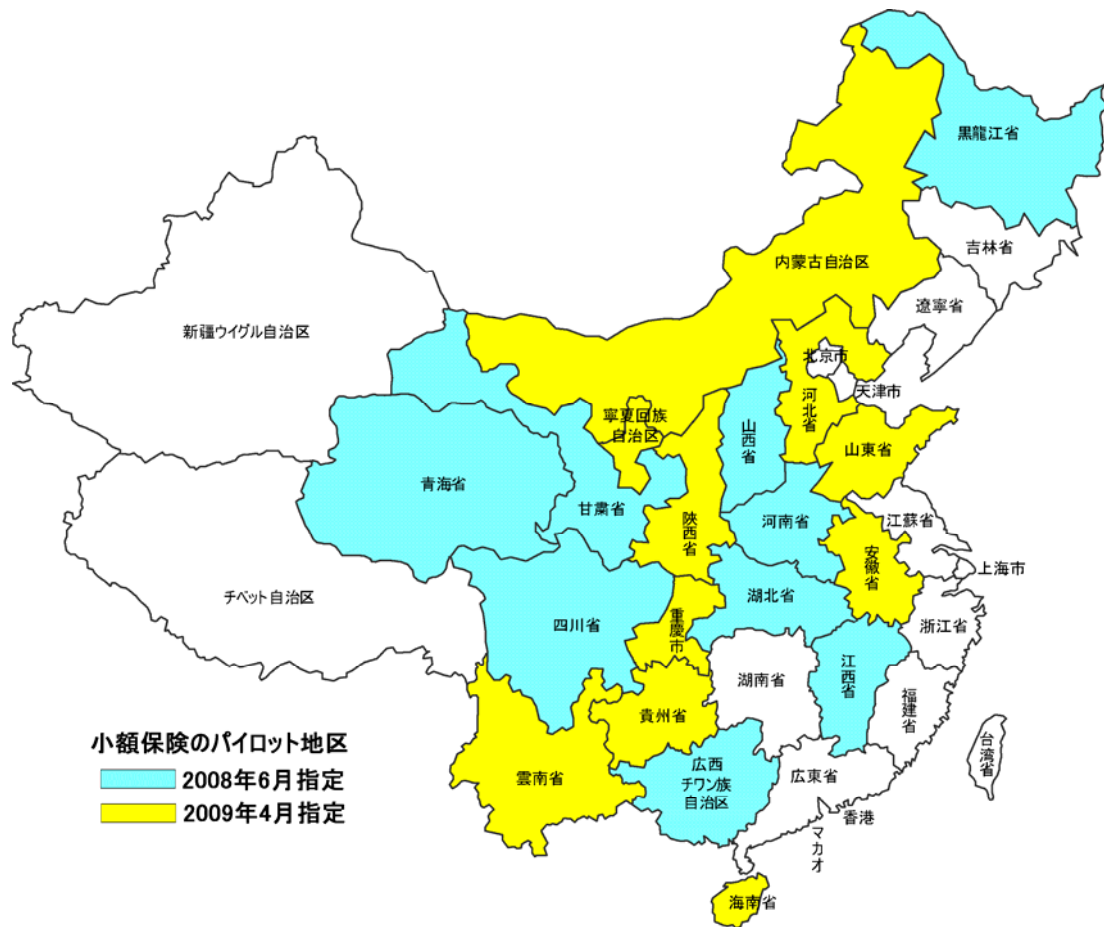 黒龍江省
吉林省
内蒙古自治区
遼寧省
新疆ウイグル自治区
北京市
天津市
河北省
寧夏回族
自治区
山西省
山東省
青海省
甘粛省
陝西省
河南省
江蘇省
安徽省
上海市
チベット自治区
湖北省
四川省
重慶市
浙江省
江西省
湖南省
福建省
貴州省
台湾省
小額保険のパイロット地区
2008年6月指定
2009年4月指定
雲南省
広西
チワン族
自治区
広東省
香港
マカオ
海南省